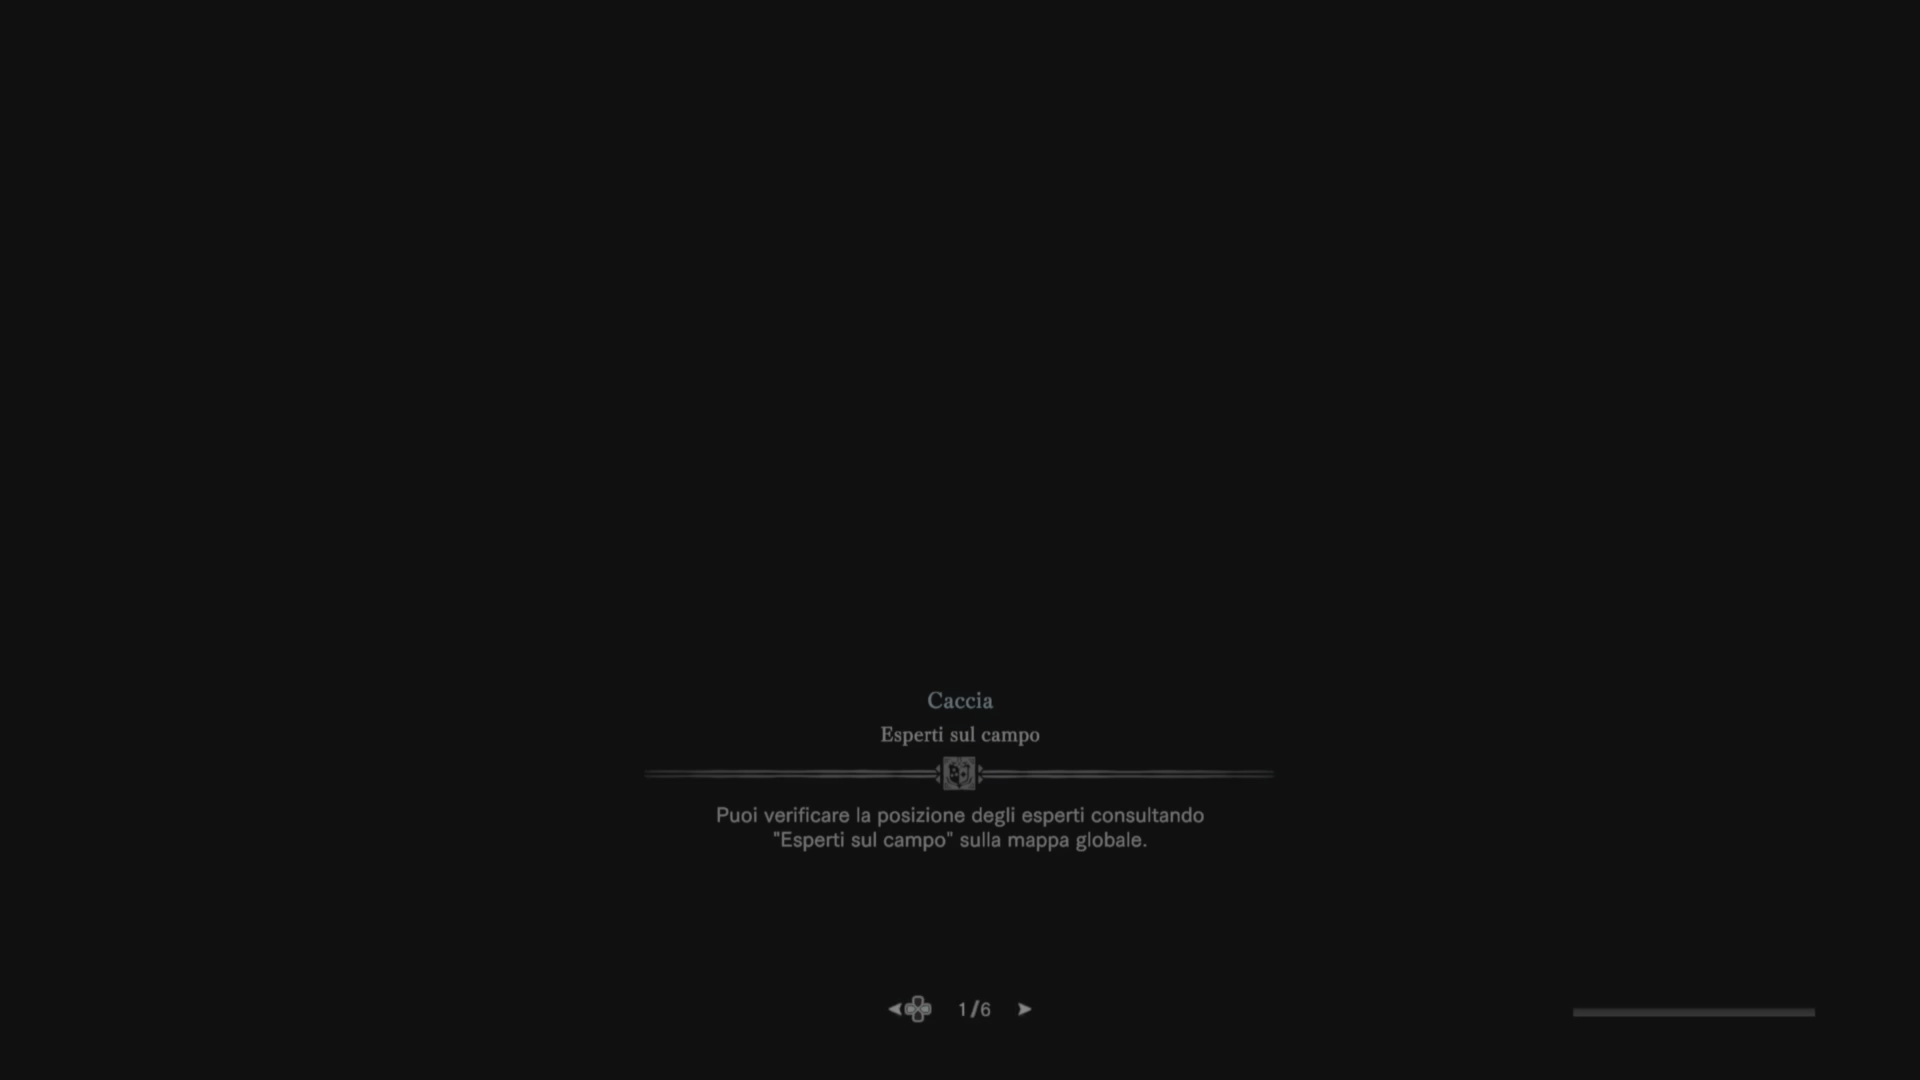 Caccia
Esperti sul campo
Puoi verificare la posizione degli esperti consultando
"Esperti sul campo" sulla mappa globale.
1/6